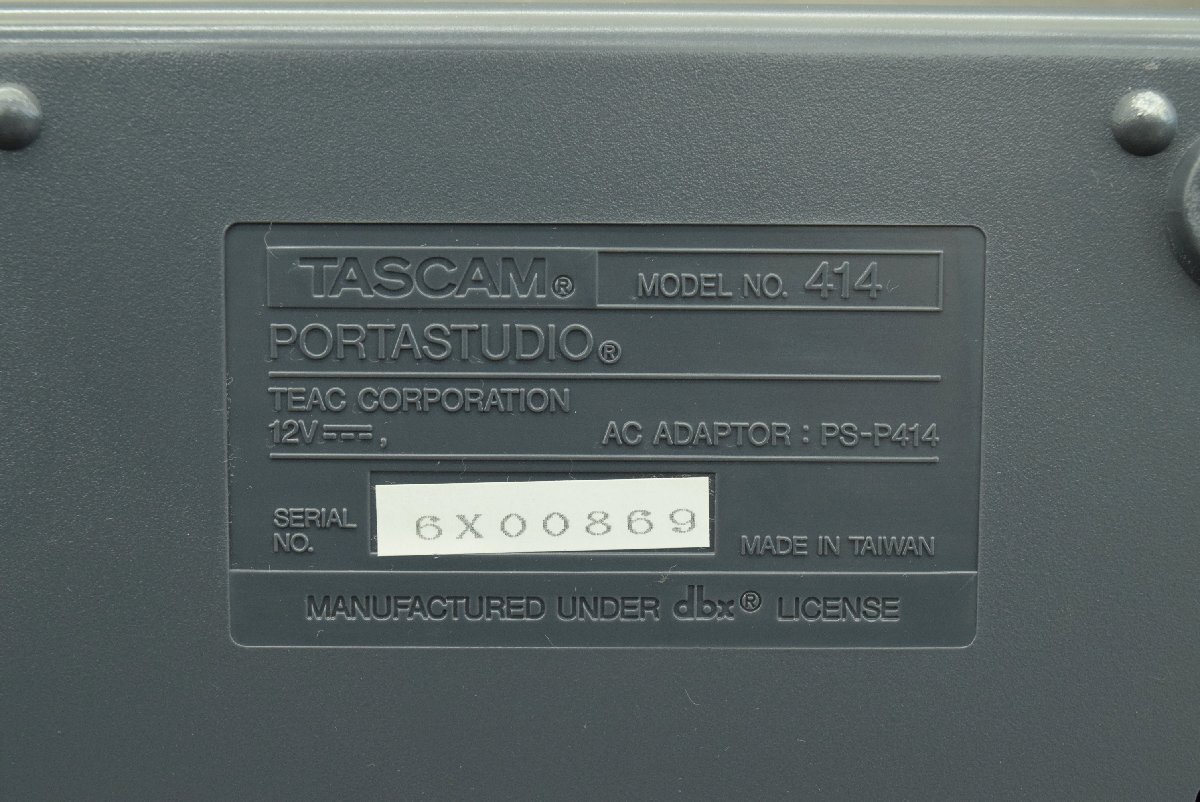 TASCAM® MODEL NO. 414
PORTASTUDIO®
TEAC CORPORATION
12V⎓, AC ADAPTOR : PS-P414
SERIAL NO. 6X00869
MADE IN TAIWAN
MANUFACTURED UNDER dbx® LICENSE